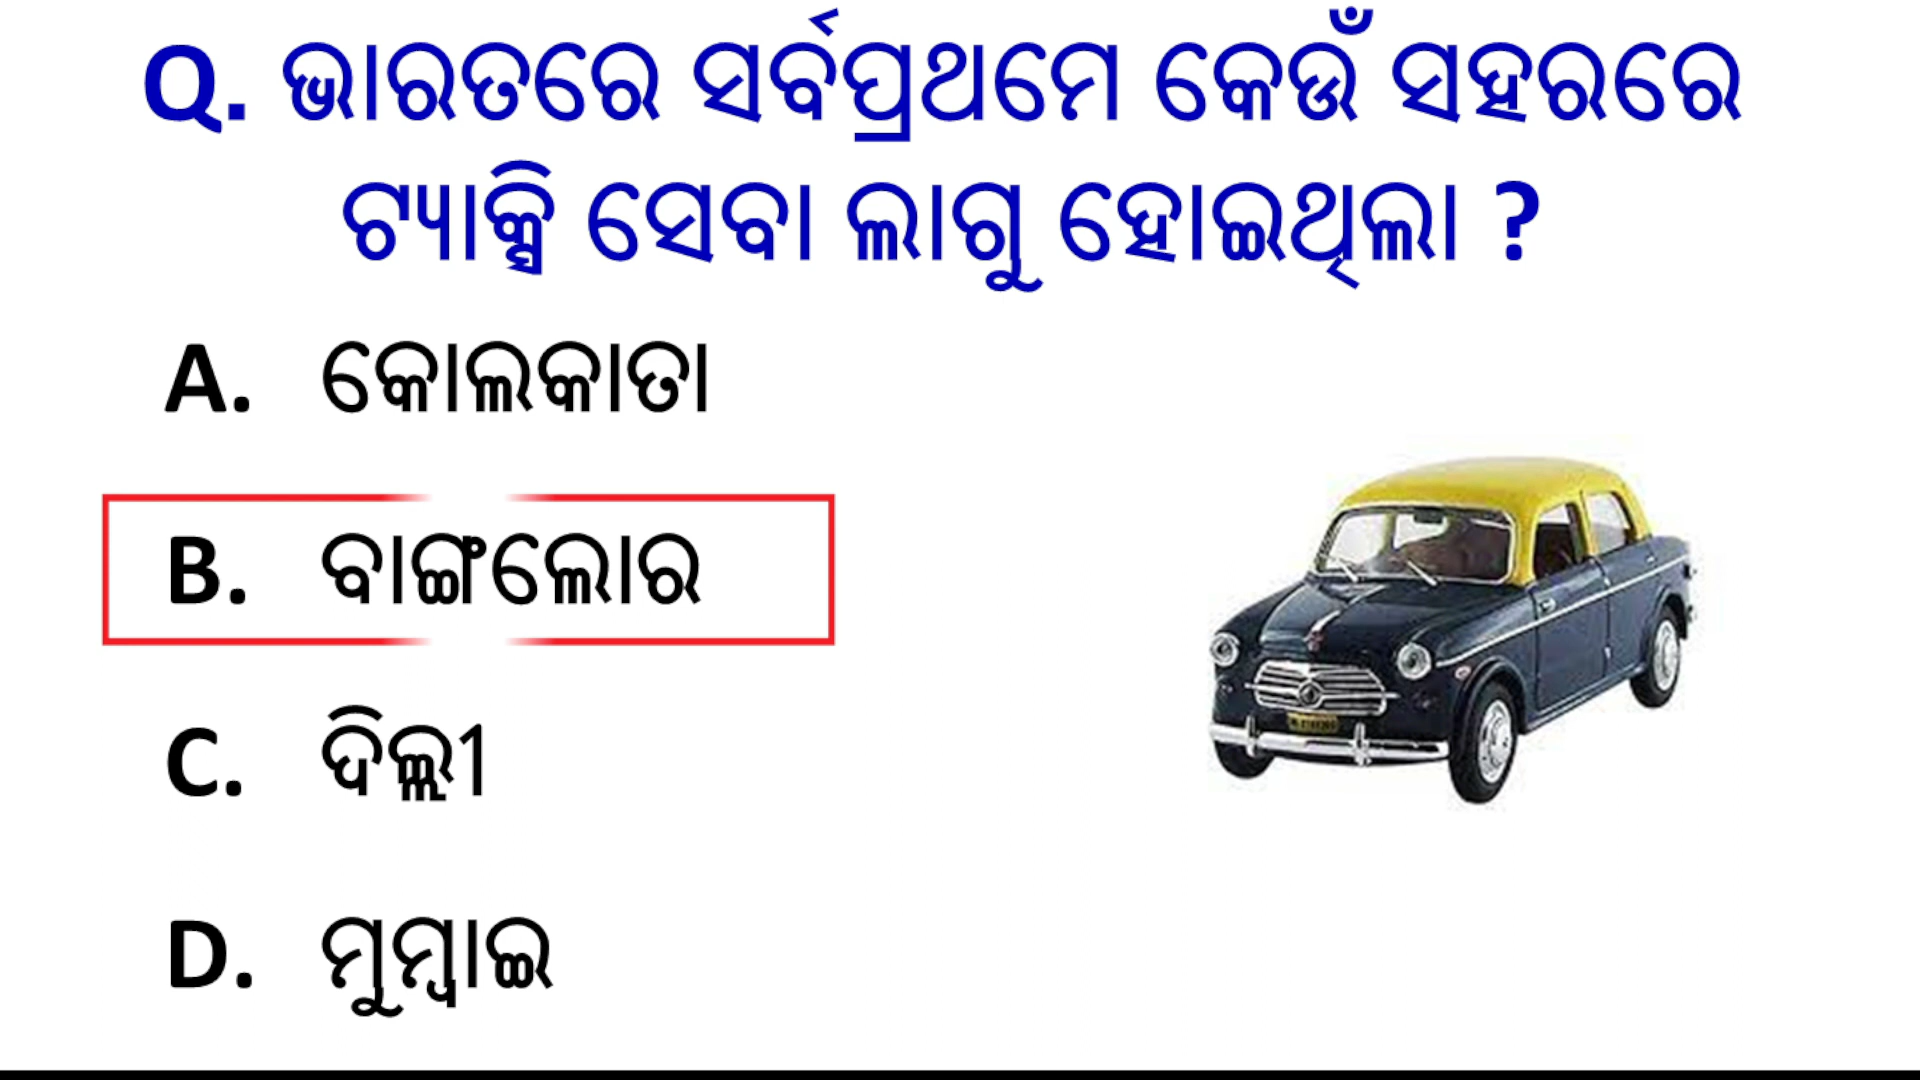 Q. ଭାରତରେ ସର୍ବପ୍ରଥମେ କେଉଁ ସହରରେ
ଟ୍ୟାକ୍ସି ସେବା ଲାଗୁ ହୋଇଥିଲା ?
A. କୋଲକାତା
B. ବାଙ୍ଗଲୋର
C. ଦିଲ୍ଲୀ
D. ମୁମ୍ବାଇ